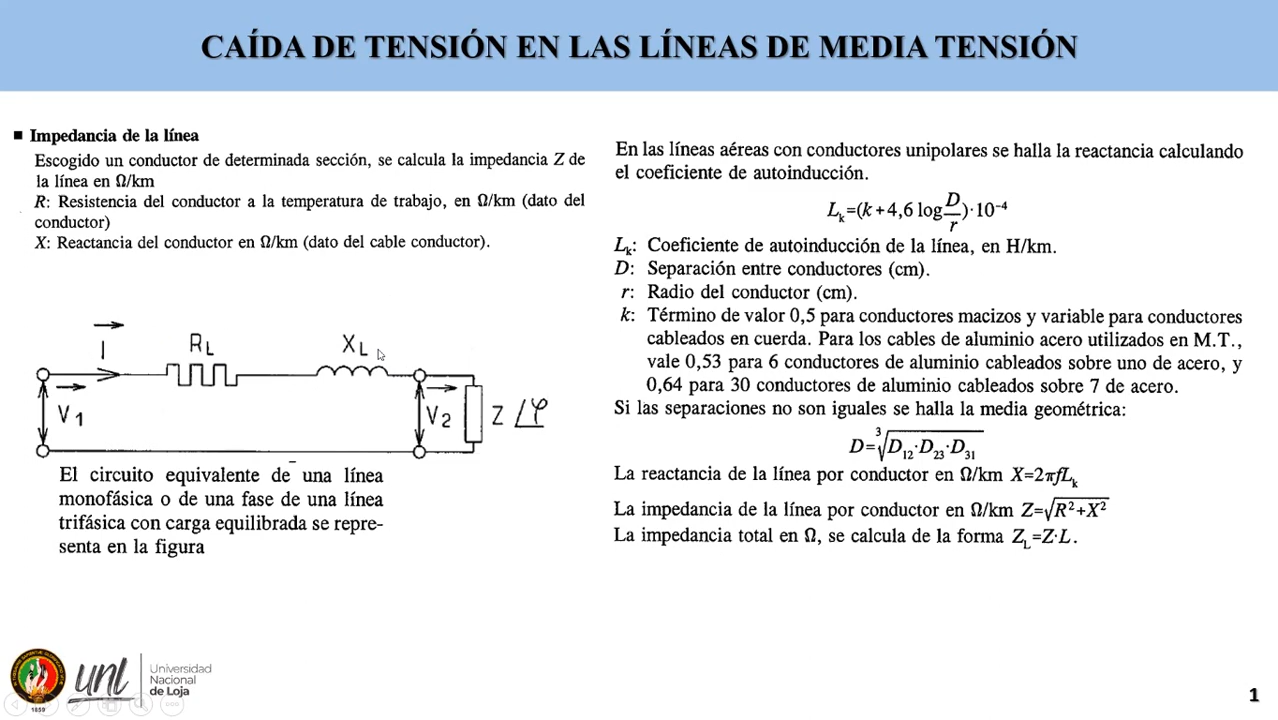 CAÍDA DE TENSIÓN EN LAS LÍNEAS DE MEDIA TENSIÓN
■ Impedancia de la línea
Escogido un conductor de determinada sección, se calcula la impedancia Z de
la línea en Ω/km
R: Resistencia del conductor a la temperatura de trabajo, en Ω/km (dato del
conductor)
X: Reactancia del conductor en Ω/km (dato del cable conductor).
I
R_L
X_L
V1
V2
Z ∠φ
El circuito equivalente de una línea
monofásica o de una fase de una línea
trifásica con carga equilibrada se repre-
senta en la figura
En las líneas aéreas con conductores unipolares se halla la reactancia calculando
el coeficiente de autoinducción.
L_k=(k+4,6 log D/r)·10⁻⁴
L_k: Coeficiente de autoinducción de la línea, en H/km.
D: Separación entre conductores (cm).
r: Radio del conductor (cm).
k: Término de valor 0,5 para conductores macizos y variable para conductores
cableados en cuerda. Para los cables de aluminio acero utilizados en M.T.,
vale 0,53 para 6 conductores de aluminio cableados sobre uno de acero, y
0,64 para 30 conductores de aluminio cableados sobre 7 de acero.
Si las separaciones no son iguales se halla la media geométrica:
D=∛(D₁₂·D₂₃·D₃₁)
La reactancia de la línea por conductor en Ω/km X=2πfL_k
La impedancia de la línea por conductor en Ω/km Z=√(R²+X²)
La impedancia total en Ω, se calcula de la forma Z_L=Z·L.
1859
unl
Universidad
Nacional
de Loja
1